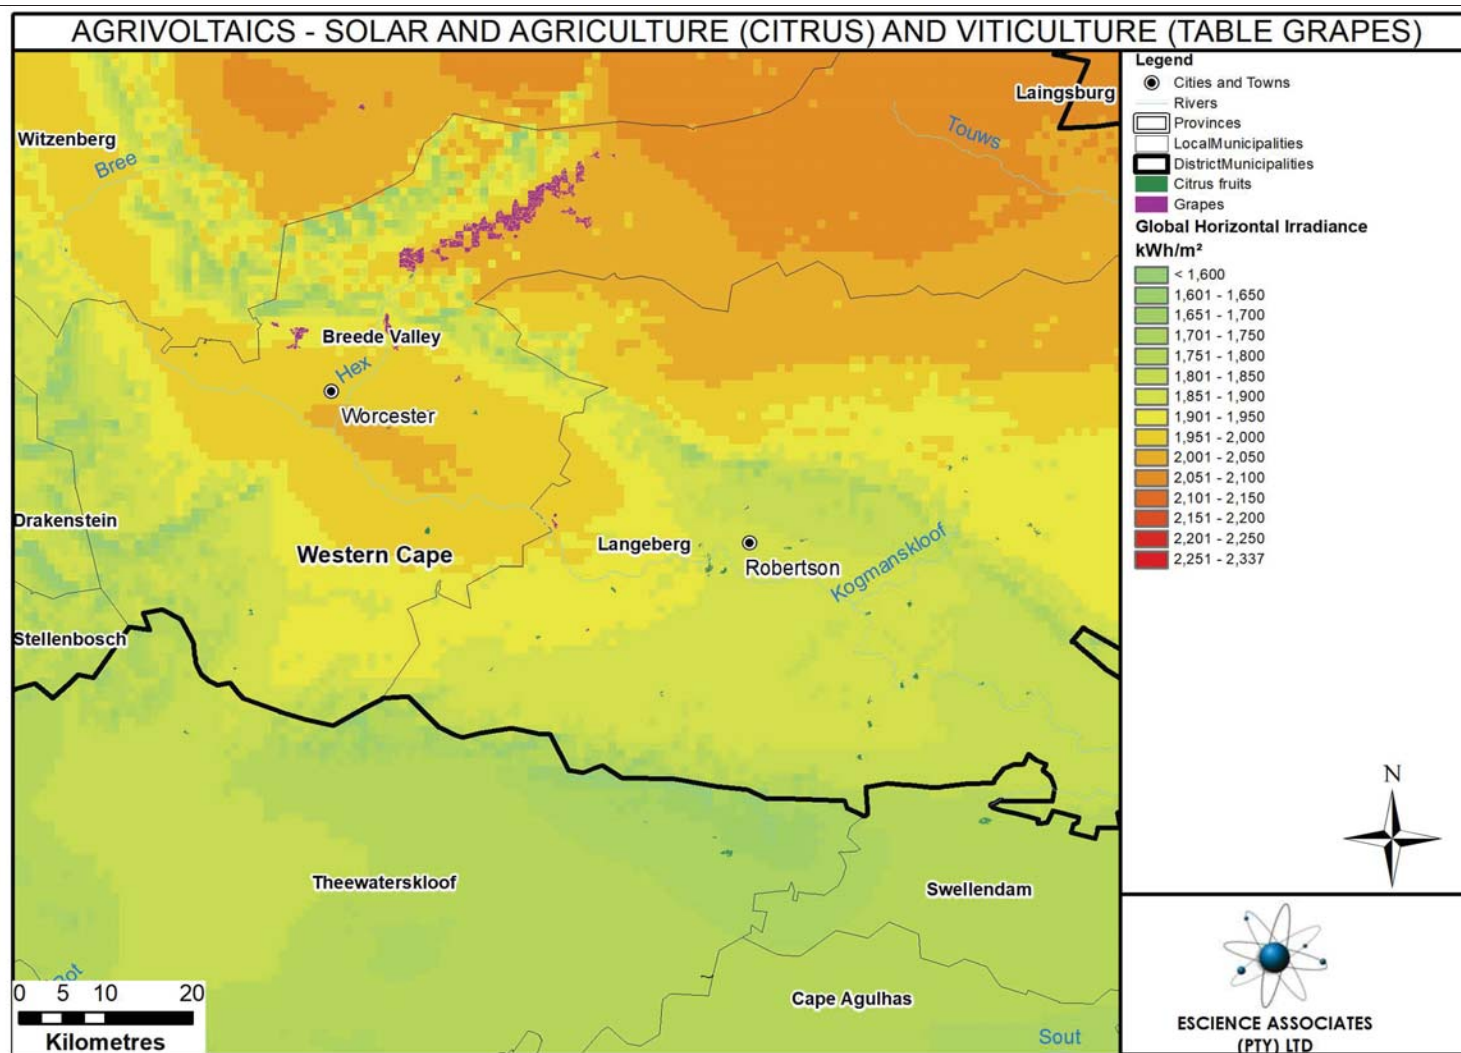 AGRIVOLTAICS - SOLAR AND AGRICULTURE (CITRUS) AND VITICULTURE (TABLE GRAPES)
Laingsburg
Witzenberg
Bree
Touws
Breede Valley
Hex
Worcester
Drakenstein
Western Cape
Langeberg
Robertson
Kogmanskloof
Stellenbosch
Theewaterskloof
Swellendam
Cape Agulhas
Sout
0 5 10 20
Kilometres
Legend
Cities and Towns
Rivers
Provinces
LocalMunicipalities
DistrictMunicipalities
Citrus fruits
Grapes
Global Horizontal Irradiance
kWh/m²
< 1,600
1,601 - 1,650
1,651 - 1,700
1,701 - 1,750
1,751 - 1,800
1,801 - 1,850
1,851 - 1,900
1,901 - 1,950
1,951 - 2,000
2,001 - 2,050
2,051 - 2,100
2,101 - 2,150
2,151 - 2,200
2,201 - 2,250
2,251 - 2,337
N
ESCIENCE ASSOCIATES
(PTY) LTD